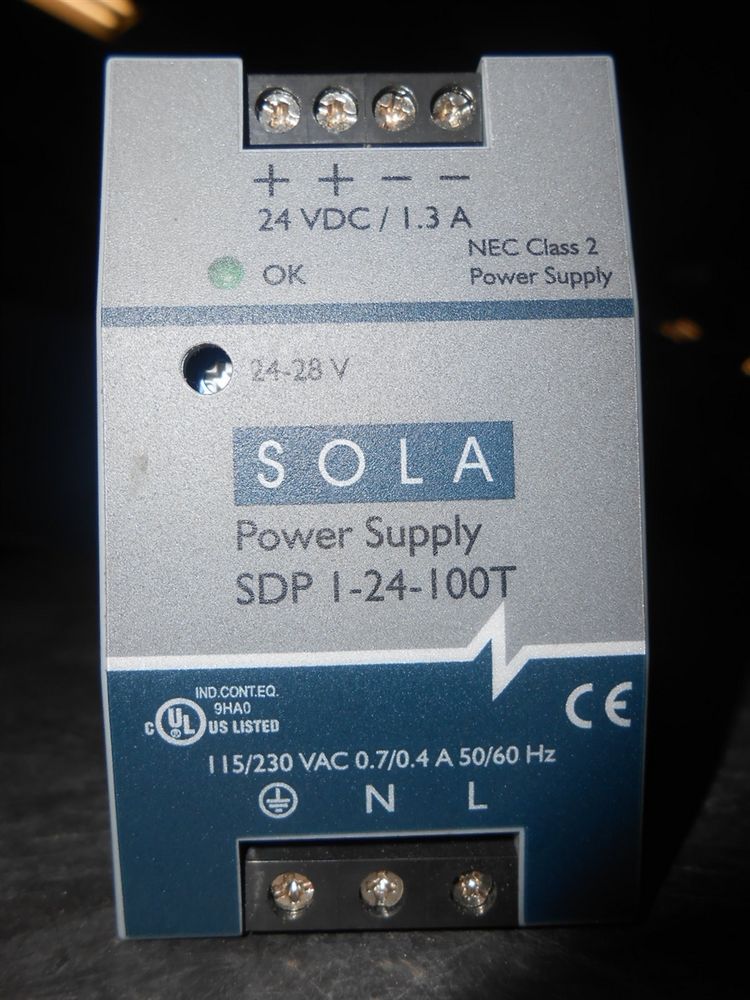 + + - -
24 VDC / 1.3 A
NEC Class 2
Power Supply
OK
24-28 V
SOLA
Power Supply
SDP 1-24-100T
IND.CONT.EQ.
9HA0
C UL US LISTED
CE
115/230 VAC 0.7/0.4 A 50/60 Hz
N L